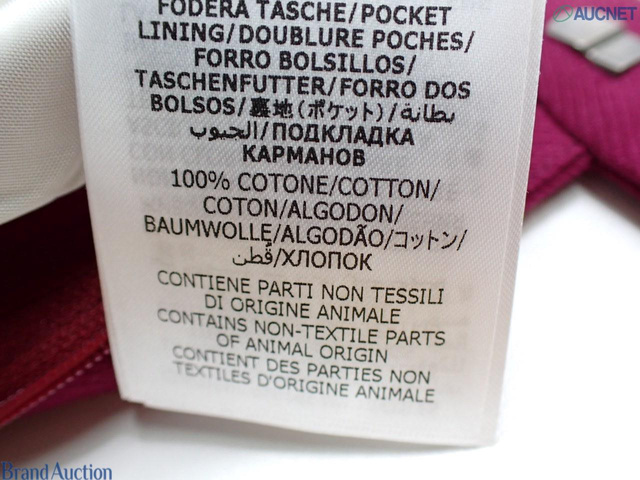 AUCNET
FODERA TASCHE/POCKET
LINING/DOUBLURE POCHES/
FORRO BOLSILLOS/
TASCHENFUTTER/FORRO DOS
BOLSOS/裏地(ポケット)/بطانة
الجيوب/ПОДКЛАДКА
КАРМАНОВ
100% COTONE/COTTON/
COTON/ALGODON/
BAUMWOLLE/ALGODÃO/コットン/
قُطن/ХЛОПОК
CONTIENE PARTI NON TESSILI
DI ORIGINE ANIMALE
CONTAINS NON-TEXTILE PARTS
OF ANIMAL ORIGIN
CONTIENT DES PARTIES NON
TEXTILES D'ORIGINE ANIMALE
Brand Auction